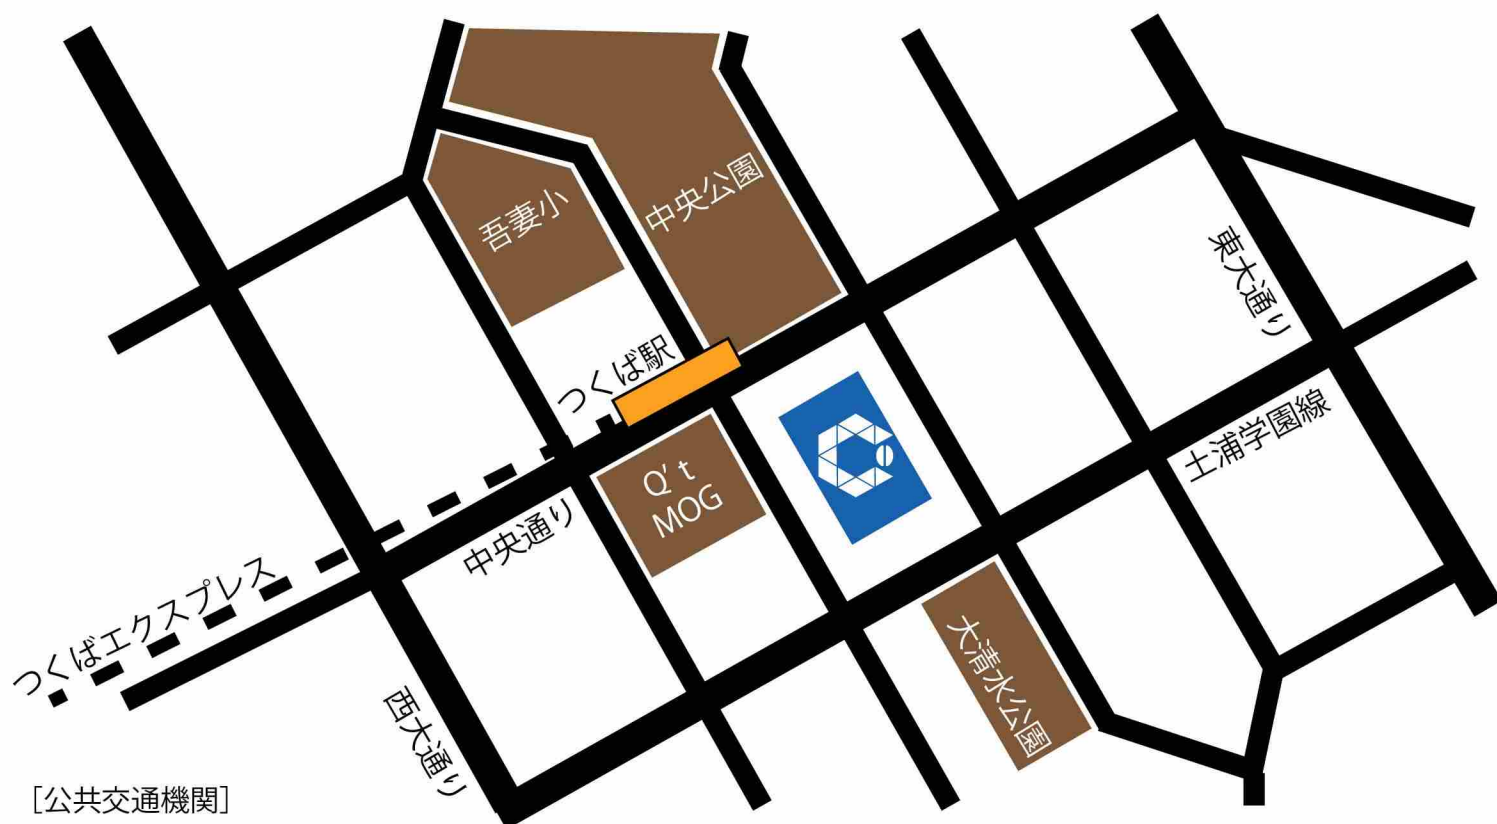 中央公園
吾妻小
東大通り
つくば駅
土浦学園線
Q't
MOG
中央通り
つくばエクスプレス
大清水公園
西大通り
[公共交通機関]